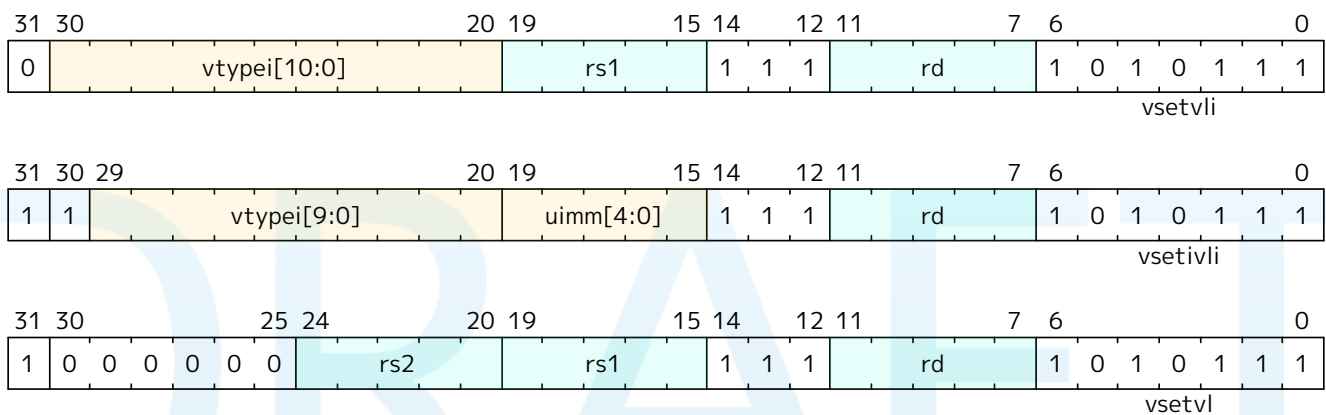 31 30 20 19 15 14 12 11 7 6 0
0 vtypei[10:0] rs1 1 1 1 rd 1 0 1 0 1 1 1
vsetvli
31 30 29 20 19 15 14 12 11 7 6 0
1 1 vtypei[9:0] uimm[4:0] 1 1 1 rd 1 0 1 0 1 1 1
vsetivli
31 30 25 24 20 19 15 14 12 11 7 6 0
1 0 0 0 0 0 0 rs2 rs1 1 1 1 rd 1 0 1 0 1 1 1
vsetvl
DRAFT